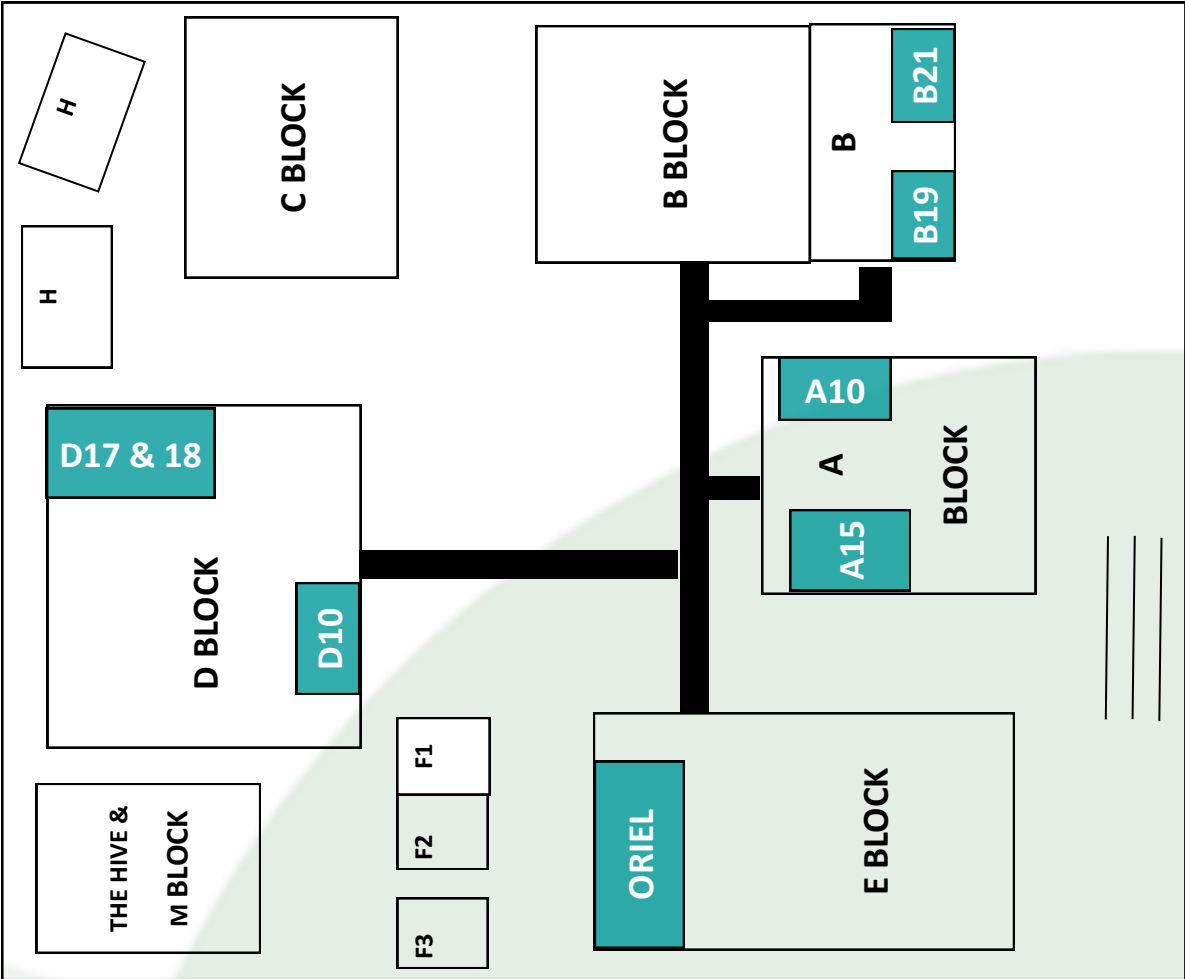 H
C BLOCK
B BLOCK
B
B21
B19
H
D17 & 18
D BLOCK
D10
A10
A
BLOCK
A15
THE HIVE &
M BLOCK
F1
F2
F3
ORIEL
E BLOCK